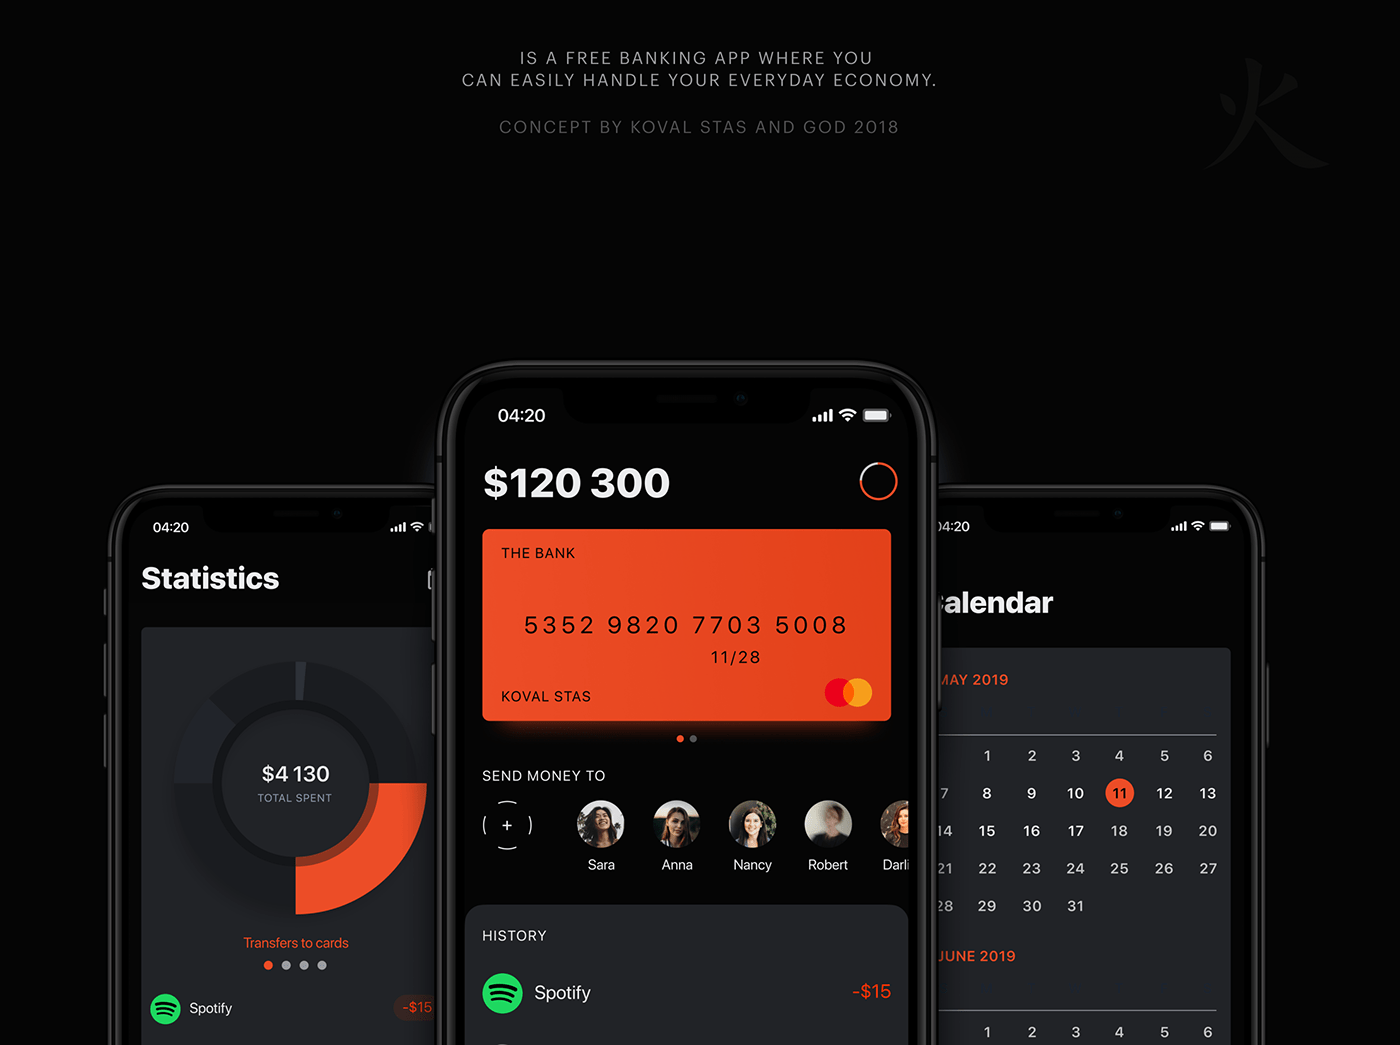 IS A FREE BANKING APP WHERE YOU
CAN EASILY HANDLE YOUR EVERYDAY ECONOMY.
CONCEPT BY KOVAL STAS AND GOD 2018
火
04:20
Statistics
$4 130
TOTAL SPENT
Transfers to cards
Spotify
-$15
04:20
$120 300
THE BANK
5352 9820 7703 5008
11/28
KOVAL STAS
SEND MONEY TO
+
Sara Anna Nancy Robert Darli
HISTORY
Spotify
-$15
04:20
alendar
MAY 2019
1 2 3 4 5 6
7 8 9 10 11 12 13
14 15 16 17 18 19 20
21 22 23 24 25 26 27
28 29 30 31
JUNE 2019
1 2 3 4 5 6